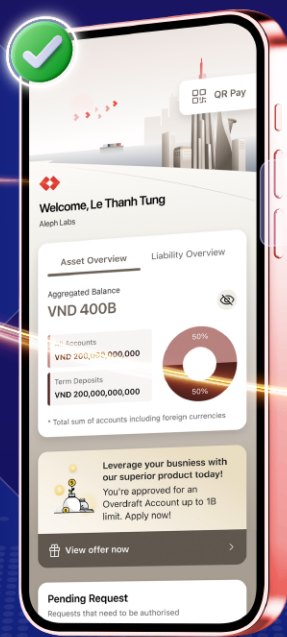 QR Pay
Welcome, Le Thanh Tung
Aleph Labs
Asset Overview
Liability Overview
Aggregated Balance
VND 400B
Accounts
VND 200,000,000,000
Term Deposits
VND 200,000,000,000
50%
50%
* Total sum of accounts including foreign currencies
Leverage your busniess with
our superior product today!
You're approved for an
Overdraft Account up to 1B
limit. Apply now!
View offer now
Pending Request
Requests that need to be authorised